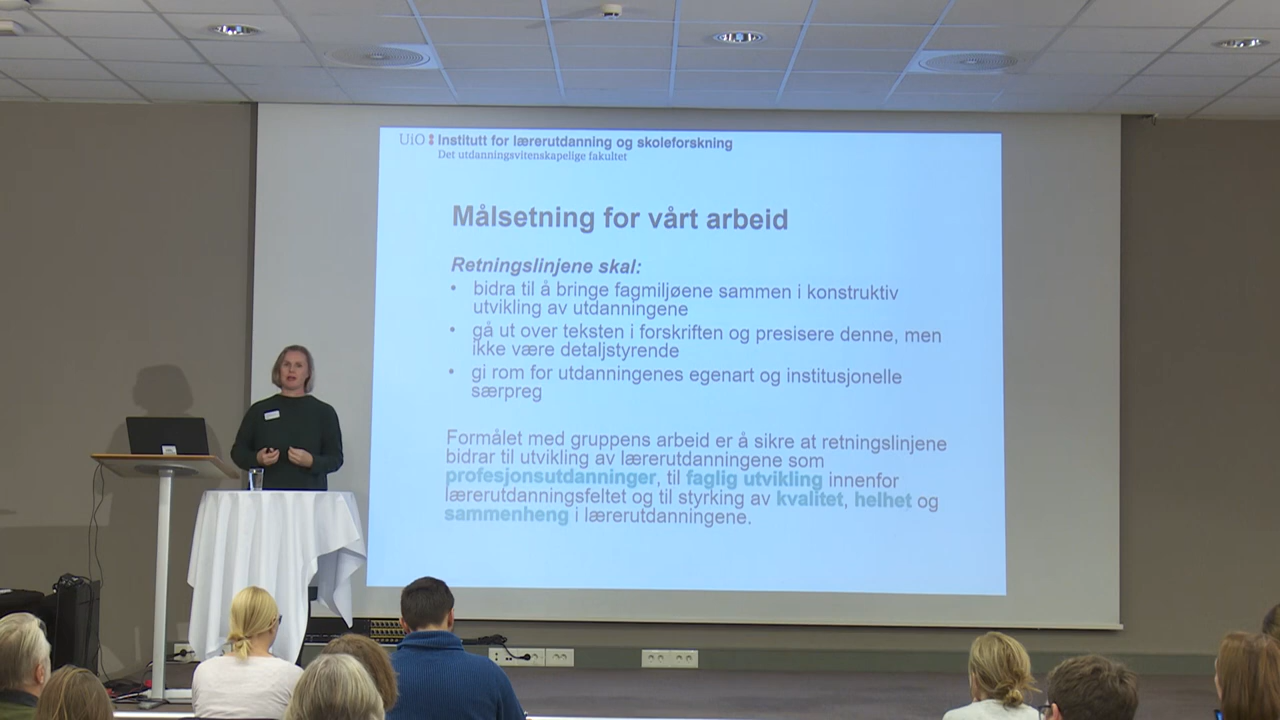 UiO Institutt for lærerutdanning og skoleforskning
Det utdanningsvitenskapelige fakultet
Målsetning for vårt arbeid
Retningslinjene skal:
• bidra til å bringe fagmiljøene sammen i konstruktiv
utvikling av utdanningene
• gå ut over teksten i forskriften og presisere denne, men
ikke være detaljstyrende
• gi rom for utdanningenes egenart og institusjonelle
særpreg
Formålet med gruppens arbeid er å sikre at retningslinjene
bidrar til utvikling av lærerutdanningene som
profesjonsutdanninger, til faglig utvikling innenfor
lærerutdanningsfeltet og til styrking av kvalitet, helhet og
sammenheng i lærerutdanningene.